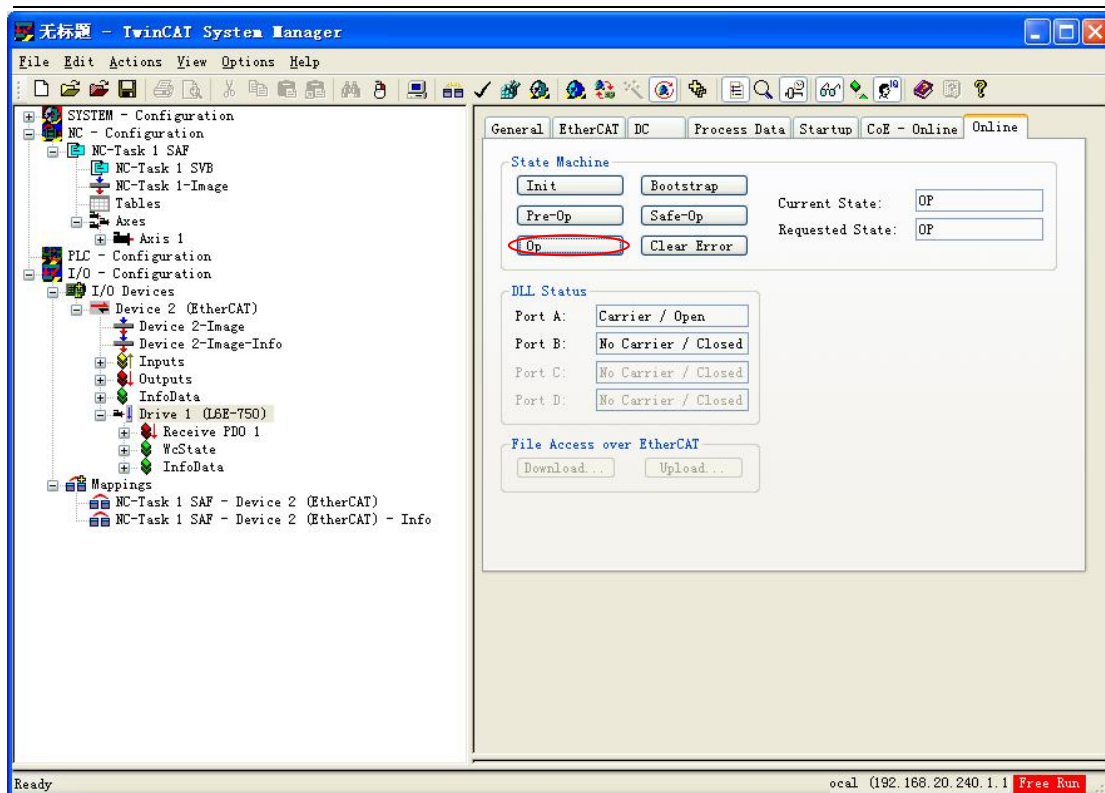 无标题 - TwinCAT System Manager
File Edit Actions View Options Help
SYSTEM - Configuration
NC - Configuration
NC-Task 1 SAF
NC-Task 1 SVB
NC-Task 1-Image
Tables
Axes
Axis 1
PLC - Configuration
I/O - Configuration
I/O Devices
Device 2 (EtherCAT)
Device 2-Image
Device 2-Image-Info
Inputs
Outputs
InfoData
Drive 1 (L6E-750)
Receive PDO 1
WcState
InfoData
Mappings
NC-Task 1 SAF - Device 2 (EtherCAT)
NC-Task 1 SAF - Device 2 (EtherCAT) - Info
General EtherCAT DC Process Data Startup CoE - Online Online
State Machine
Init Bootstrap
Pre-Op Safe-Op
Op Clear Error
Current State: OP
Requested State: OP
DLL Status
Port A: Carrier / Open
Port B: No Carrier / Closed
Port C: No Carrier / Closed
Port D: No Carrier / Closed
File Access over EtherCAT
Download... Upload...
Ready ocal (192.168.20.240.1.1 Free Run